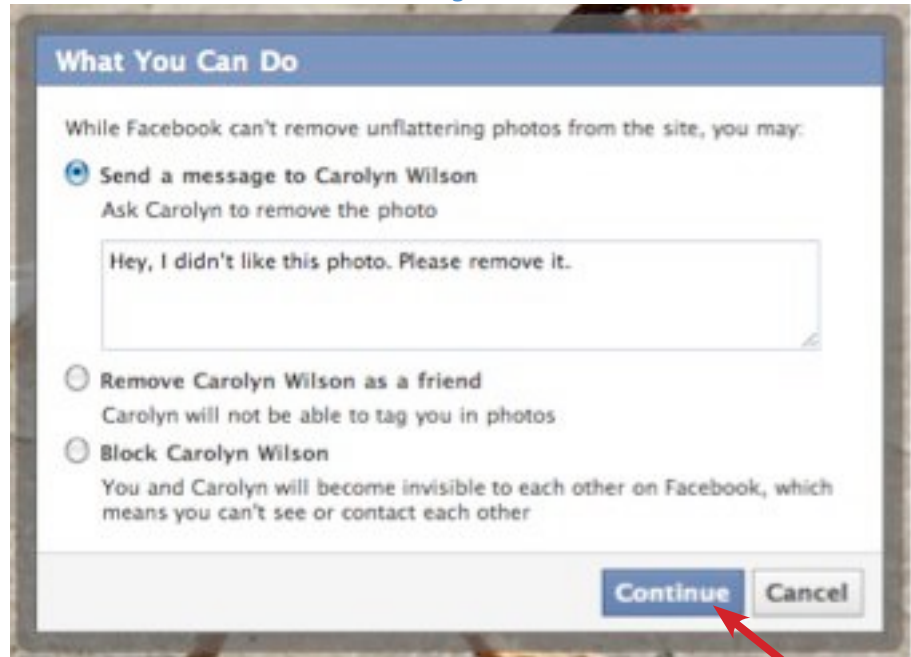 What You Can Do
While Facebook can't remove unflattering photos from the site, you may:
Send a message to Carolyn Wilson
Ask Carolyn to remove the photo
Hey, I didn't like this photo. Please remove it.
Remove Carolyn Wilson as a friend
Carolyn will not be able to tag you in photos
Block Carolyn Wilson
You and Carolyn will become invisible to each other on Facebook, which
means you can't see or contact each other
Continue Cancel